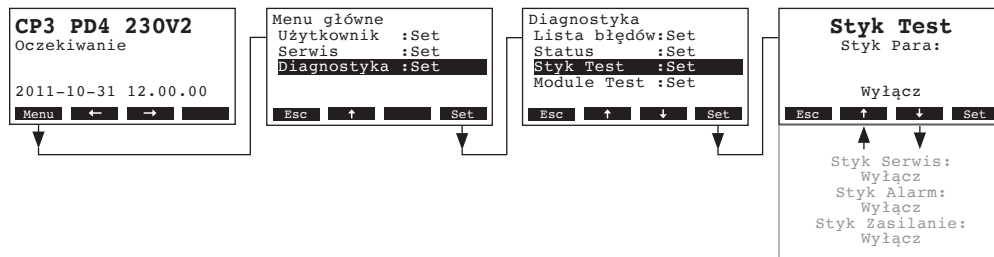 CP3 PD4 230V2
Oczekiwanie
2011-10-31 12.00.00
Menu ← →
Menu główne
Użytkownik :Set
Serwis :Set
Diagnostyka :Set
Esc ↑ Set
Diagnostyka
Lista błędów:Set
Status :Set
Styk Test :Set
Module Test :Set
Esc ↑ ↓ Set
Styk Test
Styk Para:
Wyłącz
Esc ↑ ↓ Set
Styk Serwis:
Wyłącz
Styk Alarm:
Wyłącz
Styk Zasilanie:
Wyłącz